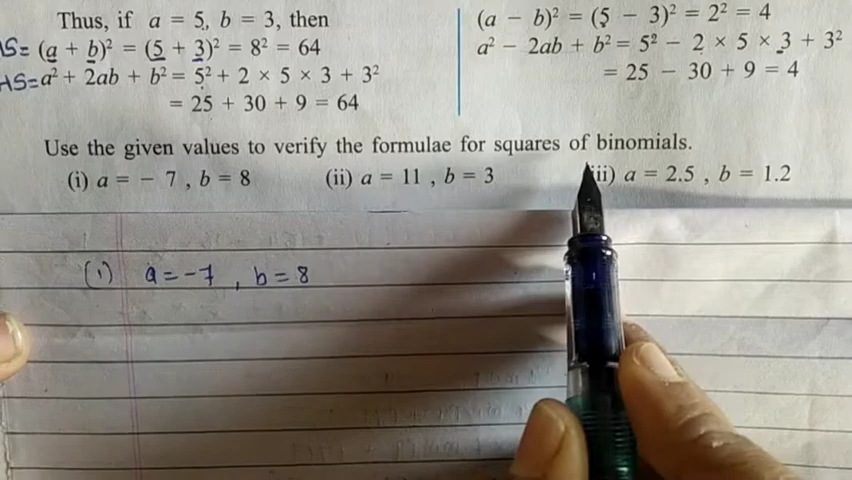 Thus, if a = 5, b = 3, then
HS= (a + b)² = (5 + 3)² = 8² = 64
HS= a² + 2ab + b² = 5² + 2 × 5 × 3 + 3²
= 25 + 30 + 9 = 64
(a − b)² = (5 − 3)² = 2² = 4
a² − 2ab + b² = 5² − 2 × 5 × 3 + 3²
= 25 − 30 + 9 = 4
Use the given values to verify the formulae for squares of binomials.
(i) a = − 7 , b = 8 (ii) a = 11 , b = 3 (iii) a = 2.5 , b = 1.2
(1) a = −7 , b = 8